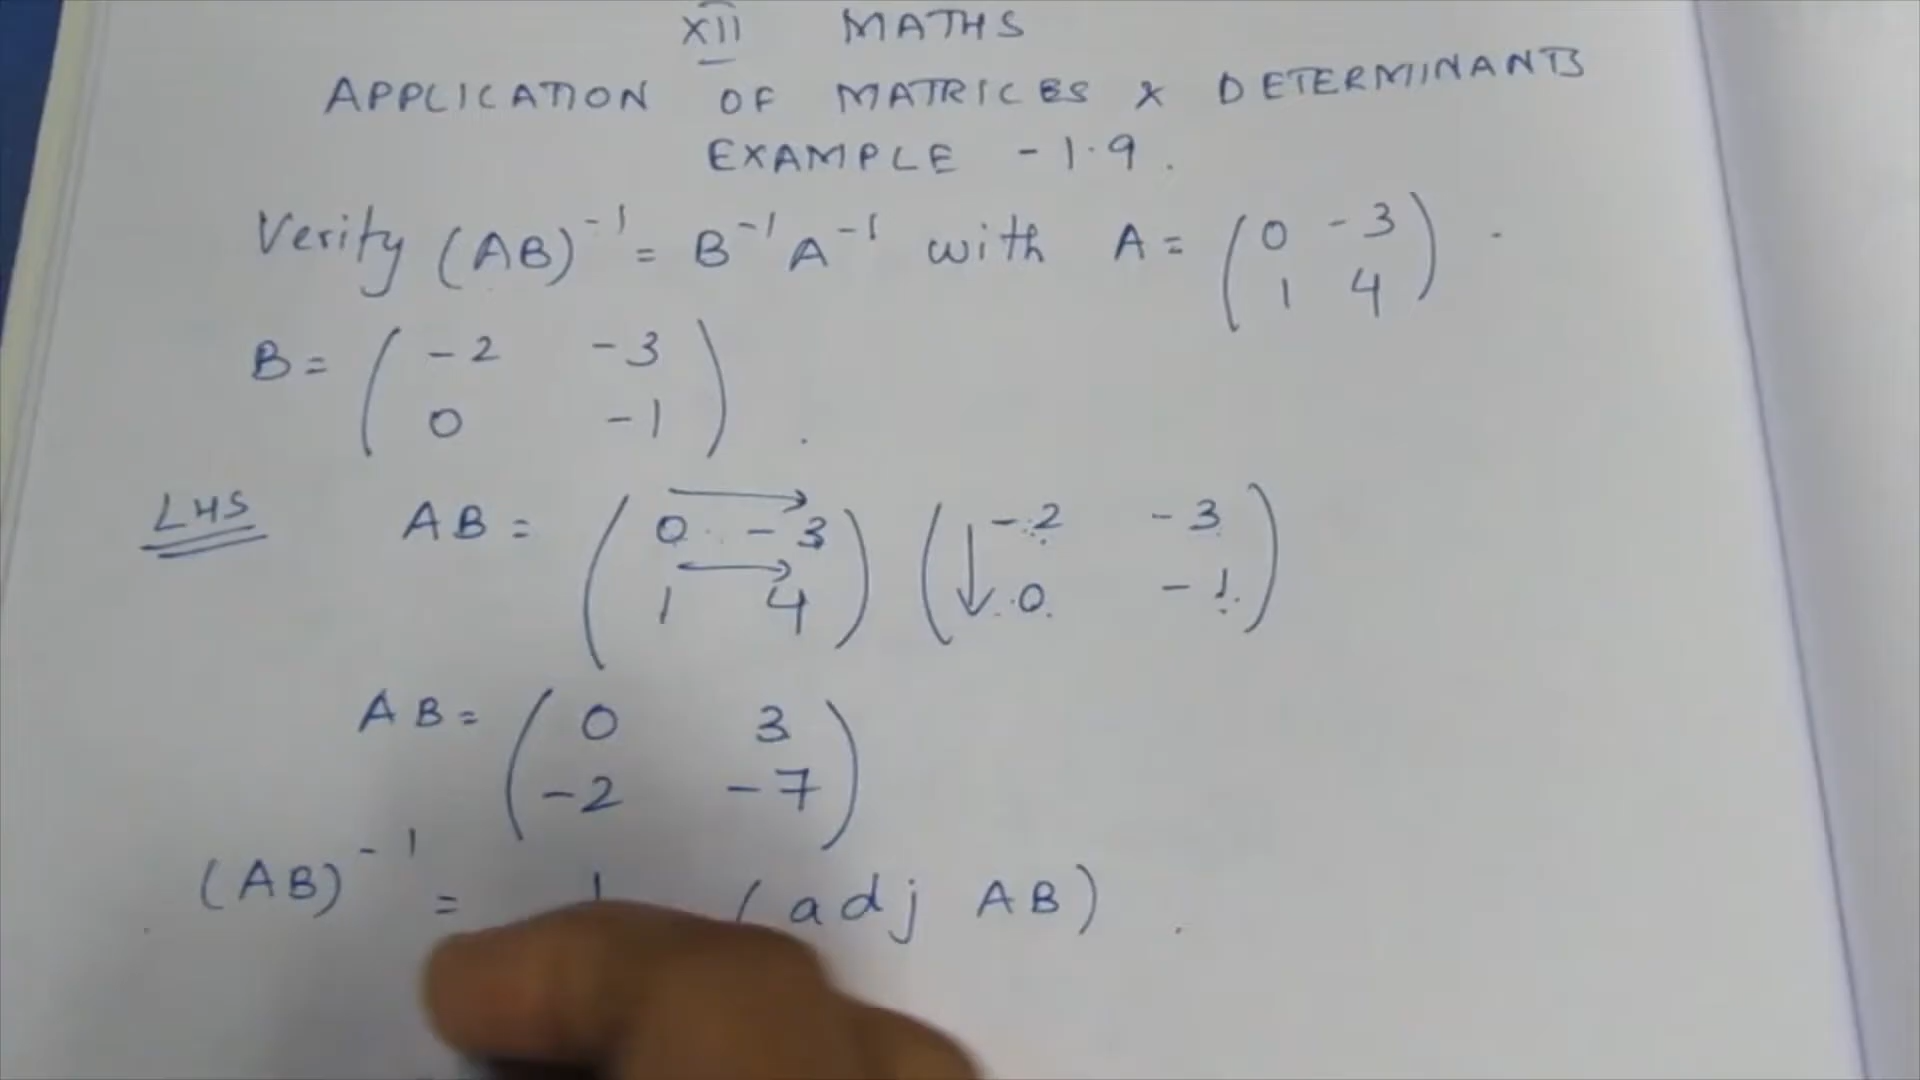 XII MATHS
APPLICATION OF MATRICES & DETERMINANTS
EXAMPLE - 1.9.
Verify (AB)⁻¹ = B⁻¹A⁻¹ with A = (0 -3
1 4).
B = (-2 -3
0 -1).
LHS AB = (0 -3 1 4) (-2 -3 0 -1)
AB = (0 3
-2 -7)
(AB)⁻¹ = 1 (adj AB).